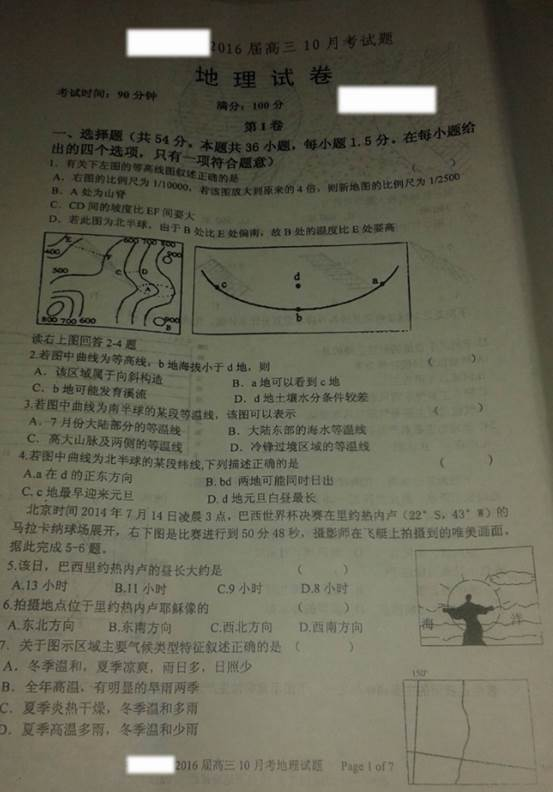 2016届高三10月考试题
地理试卷
考试时间:90分钟
满分:100分
第I卷
一、选择题(共54分。本题共36小题,每小题1.5分。在每小题给
出的四个选项,只有一项符合题意)
1.有关下左图的等高线图叙述正确的是 ( )
A.右图的比例尺为1/10000,若该图放大到原来的4倍,则新地图的比例尺为1/2500
B.A处为山脊
C.CD间的坡度比EF间要大
D.若此图为北半球,由于B处比E处偏南,故B处的温度比E处要高
E
600 700 800
400
F
500
C
D
A
800 700 600
B
c
d
a
b
读右上图回答2-4题
2.若图中曲线为等高线,b地海拔小于d地,则 ( )
A.该区域属于向斜构造 B.a地可以看到c地
C.b地可能发育溪流 D.d地土壤水分条件较差
3.若图中曲线为南半球的某段等温线,该图可以表示 ( )
A.7月份大陆部分的等温线 B.大陆东部的海水等温线
C.高大山脉及两侧的等温线 D.冷锋过境区域的等温线
4.若图中曲线为北半球的某段纬线,下列描述正确的是 ( )
A.a在d的正东方向 B.bd两地可能同时日出
C.c地最早迎来元旦 D.d地元旦白昼最长
北京时间2014年7月14日凌晨3点,巴西世界杯决赛在里约热内卢(22°S,43°W)的
马拉卡纳球场展开,右下图是比赛进行到50分48秒,摄影师在飞艇上拍摄到的唯美画面。
据此完成5-6题。
5.该日,巴西里约热内卢的昼长大约是 ( )
A.13小时 B.11小时 C.9小时 D.8小时
6.拍摄地点位于里约热内卢耶稣像的 ( )
A.东北方向 B.东南方向 C.西北方向 D.西南方向
海 洋
7.关于图示区域主要气候类型特征叙述正确的是 ( )
A.冬季温和,夏季凉爽,雨日多,日照少
B.全年高温,有明显的旱雨两季
C.夏季炎热干燥,冬季温和多雨
D.夏季高温多雨,冬季温和少雨
150°
2016届高三10月考地理试题 Page 1 of 7